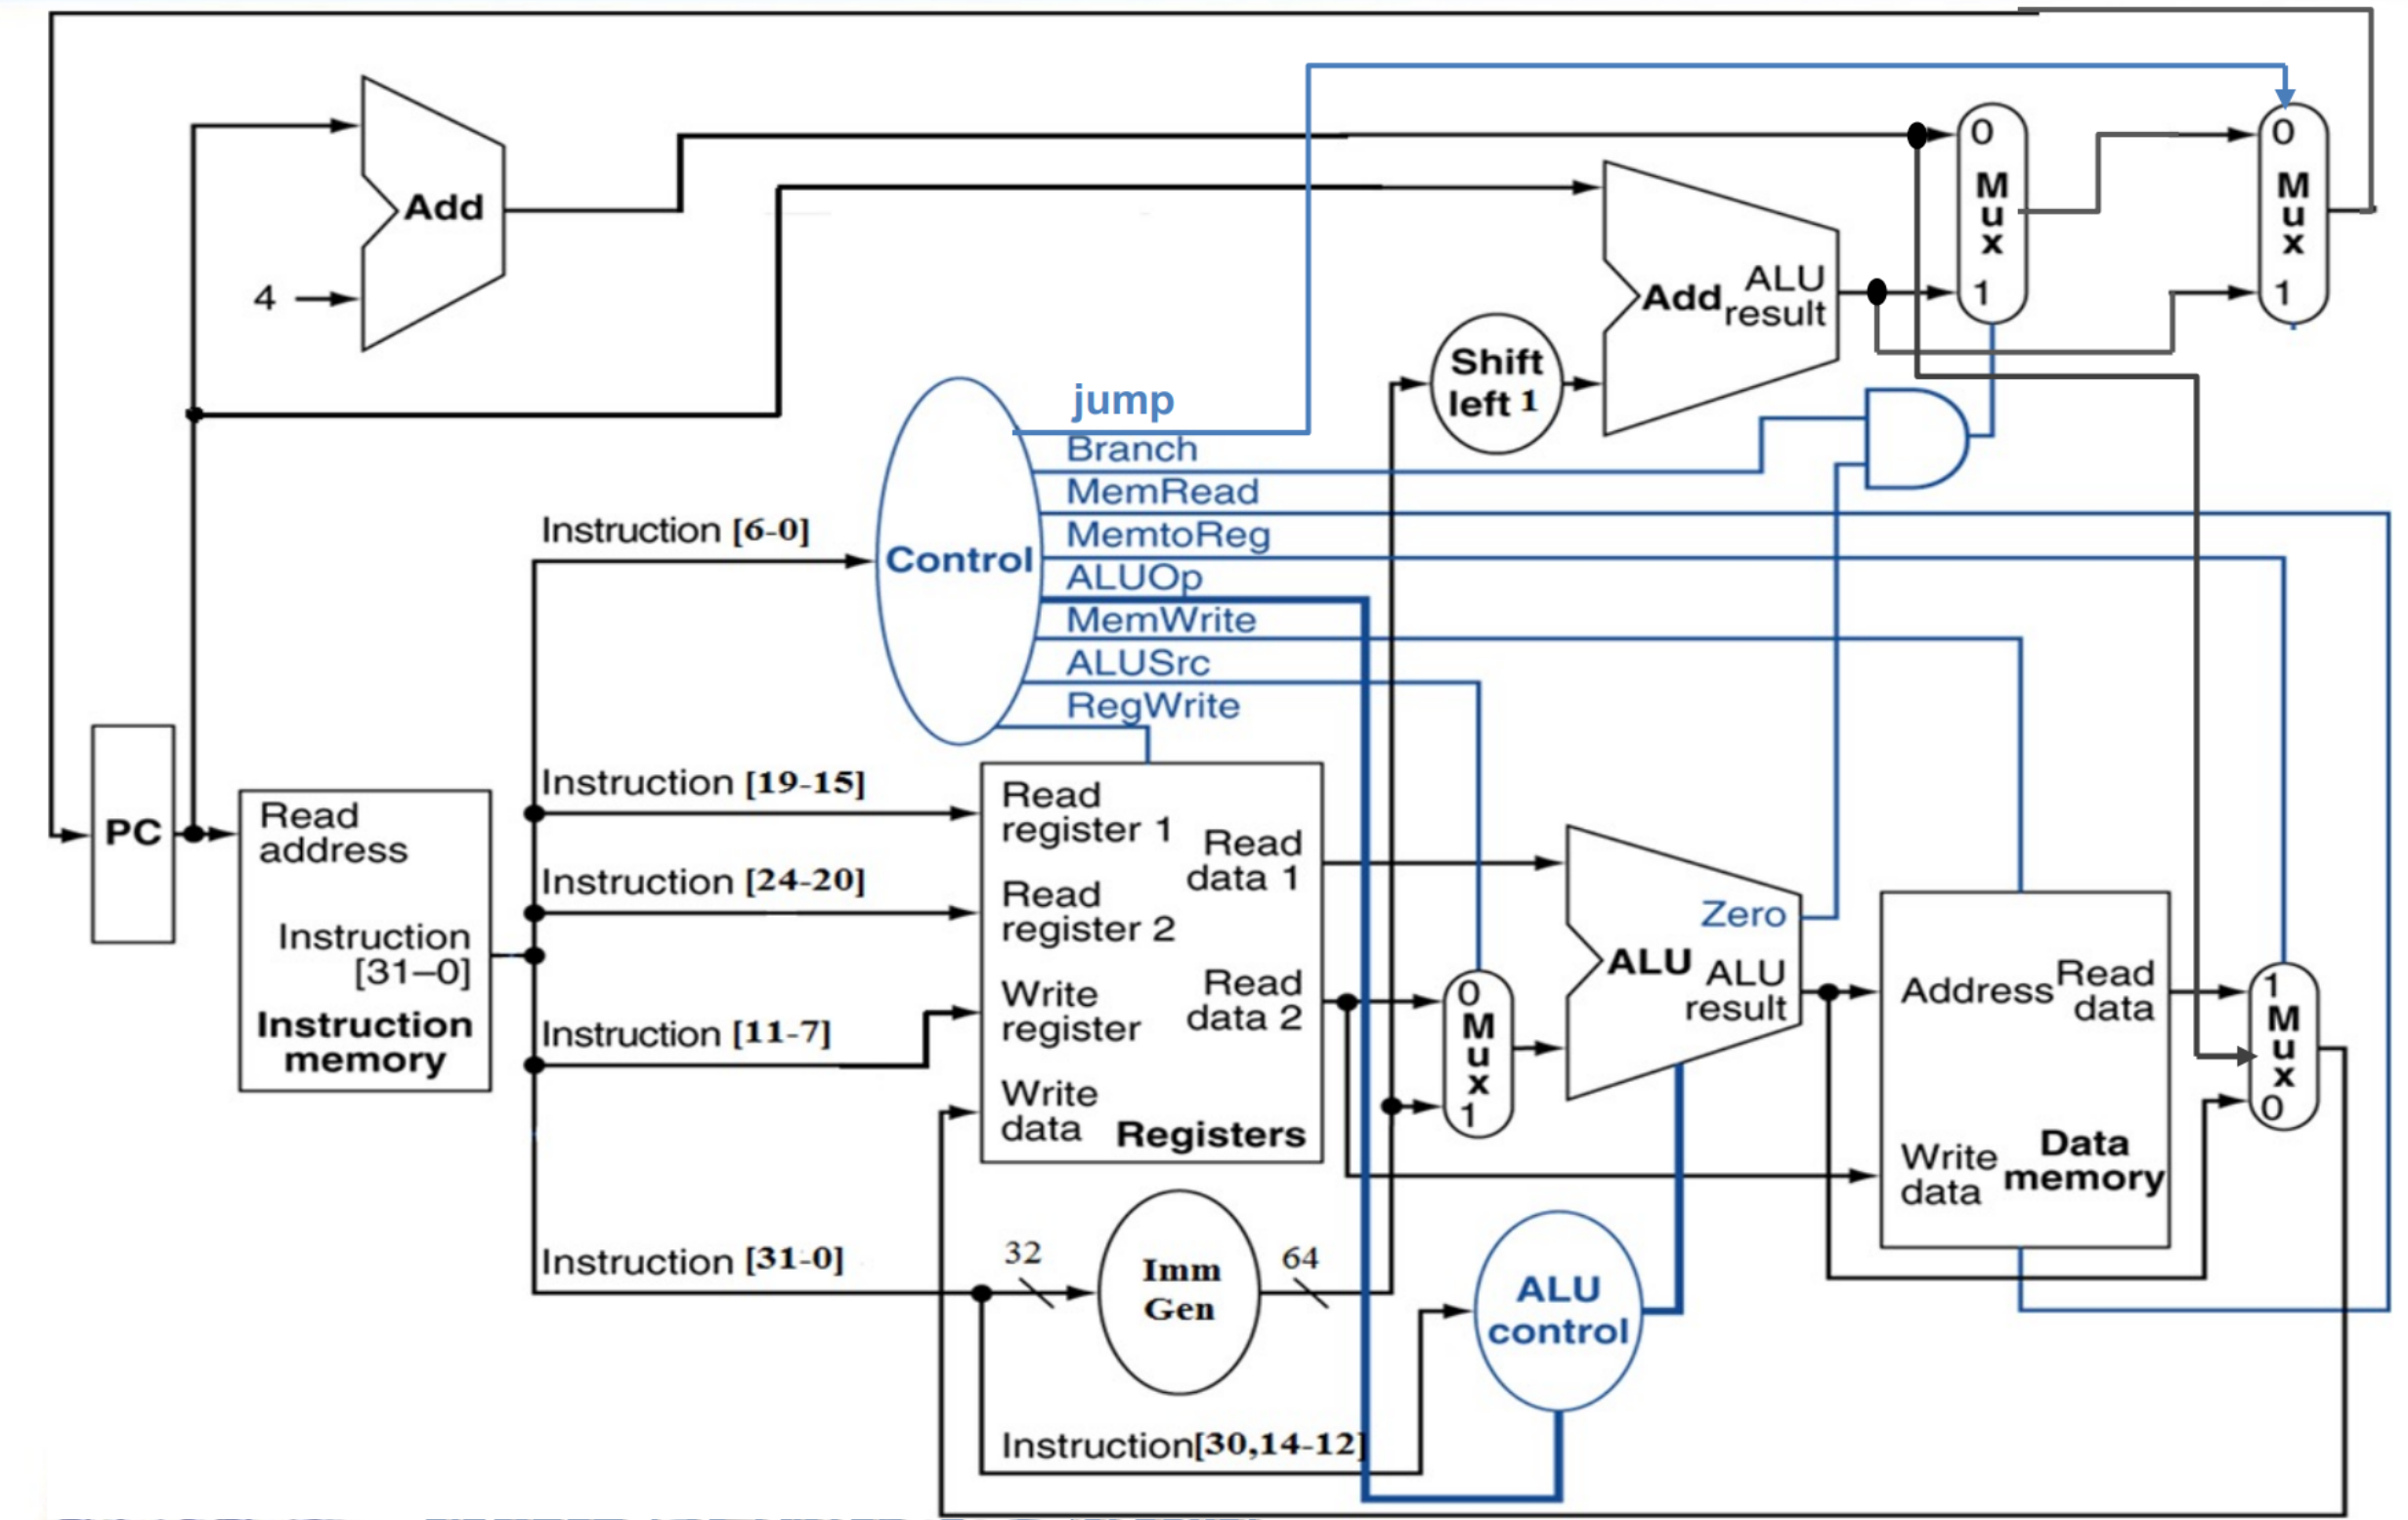 Add
4
0
M
u
x
1
0
M
u
x
1
Add
ALU
result
Shift
left 1
jump
Branch
MemRead
MemtoReg
ALUOp
MemWrite
ALUSrc
RegWrite
Control
Instruction [6-0]
PC
Read
address
Instruction
[31–0]
Instruction
memory
Instruction [19-15]
Instruction [24-20]
Instruction [11-7]
Instruction [31-0]
Read
register 1
Read
register 2
Write
register
Write
data
Read
data 1
Read
data 2
Registers
0
M
u
x
1
Zero
ALU
ALU
result
Address
Read
data
Write
data
Data
memory
1
M
u
x
0
32
Imm
Gen
64
ALU
control
Instruction[30,14-12]